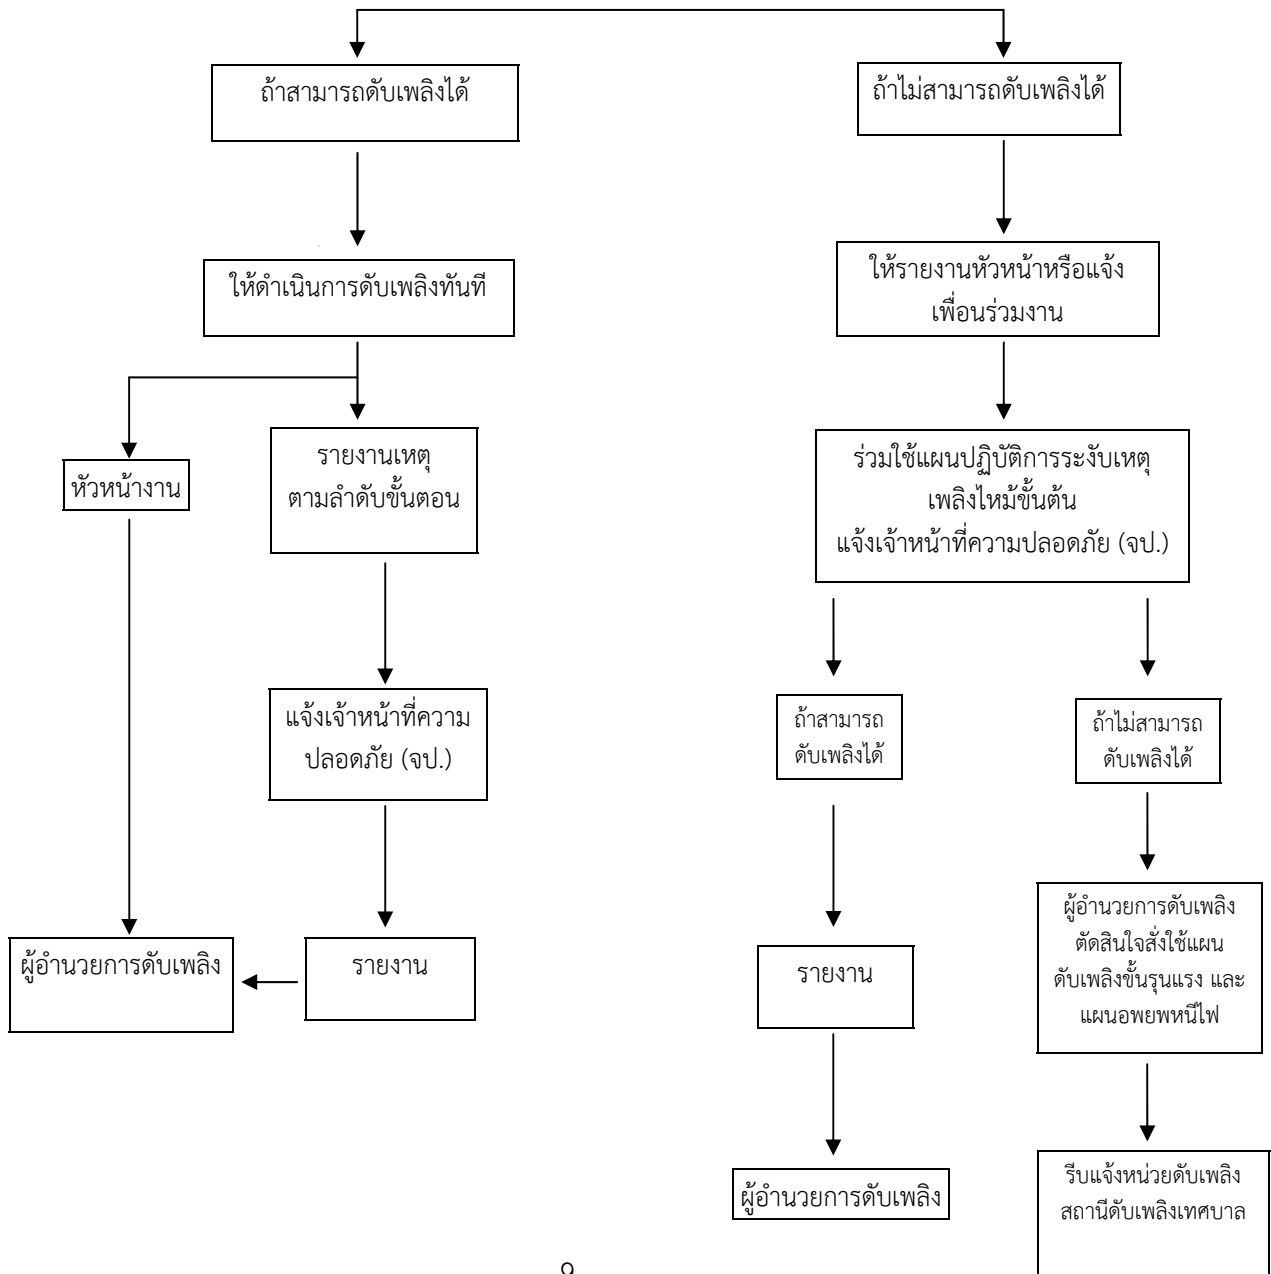 ถ้าสามารถดับเพลิงได้
ถ้าไม่สามารถดับเพลิงได้
ให้ดำเนินการดับเพลิงทันที
ให้รายงานหัวหน้าหรือแจ้ง
เพื่อนร่วมงาน
หัวหน้างาน
รายงานเหตุ
ตามลำดับขั้นตอน
ร่วมใช้แผนปฏิบัติการระงับเหตุ
เพลิงไหม้ขั้นต้น
แจ้งเจ้าหน้าที่ความปลอดภัย (จป.)
แจ้งเจ้าหน้าที่ความ
ปลอดภัย (จป.)
ถ้าสามารถ
ดับเพลิงได้
ถ้าไม่สามารถ
ดับเพลิงได้
ผู้อำนวยการดับเพลิง
รายงาน
รายงาน
ผู้อำนวยการดับเพลิง
ตัดสินใจสั่งใช้แผน
ดับเพลิงขั้นรุนแรง และ
แผนอพยพหนีไฟ
ผู้อำนวยการดับเพลิง
รีบแจ้งหน่วยดับเพลิง
สถานีดับเพลิงเทศบาล
9